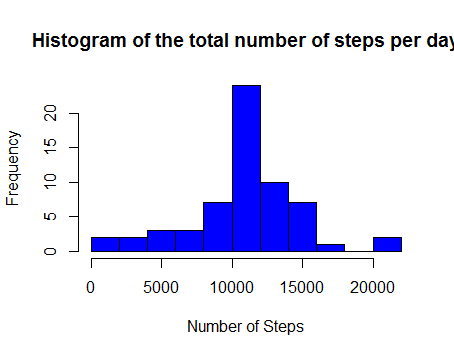 Histogram of the total number of steps per day
Frequency
20
15
10
5
0
0 5000 10000 15000 20000
Number of Steps